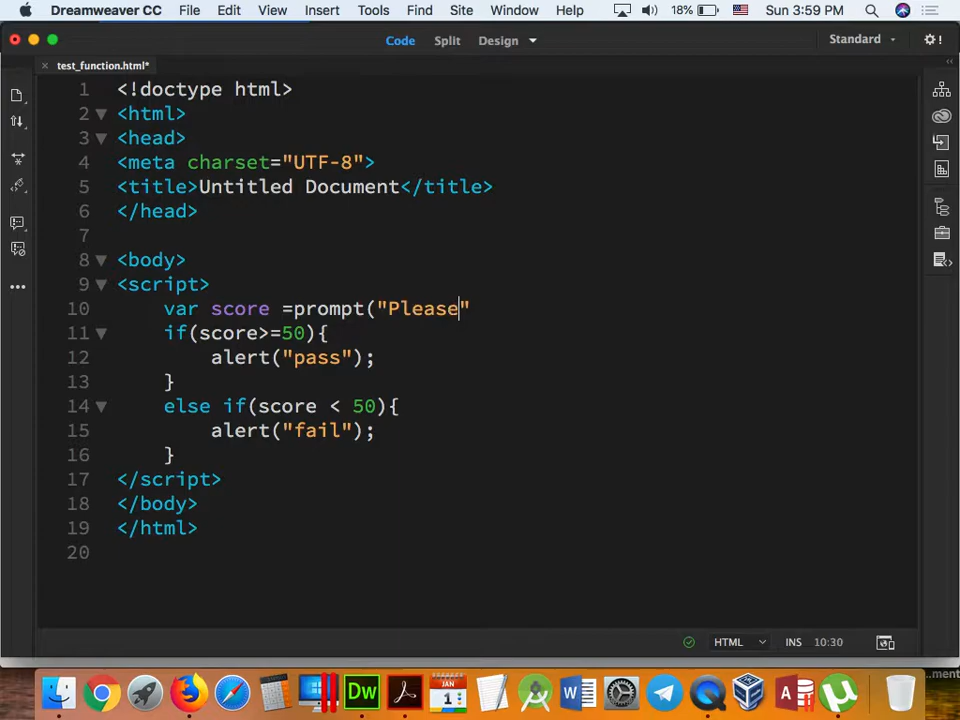 Dreamweaver CC File Edit View Insert Tools Find Site Window Help 18% Sun 3:59 PM
Code Split Design Standard
test_function.html*
1 <!doctype html>
2 <html>
3 <head>
4 <meta charset="UTF-8">
5 <title>Untitled Document</title>
6 </head>
7
8 <body>
9 <script>
10 var score =prompt("Please"
11 if(score>=50){
12 alert("pass");
13 }
14 else if(score < 50){
15 alert("fail");
16 }
17 </script>
18 </body>
19 </html>
20
HTML INS 10:30
...ment
Dw JAN 1 W A